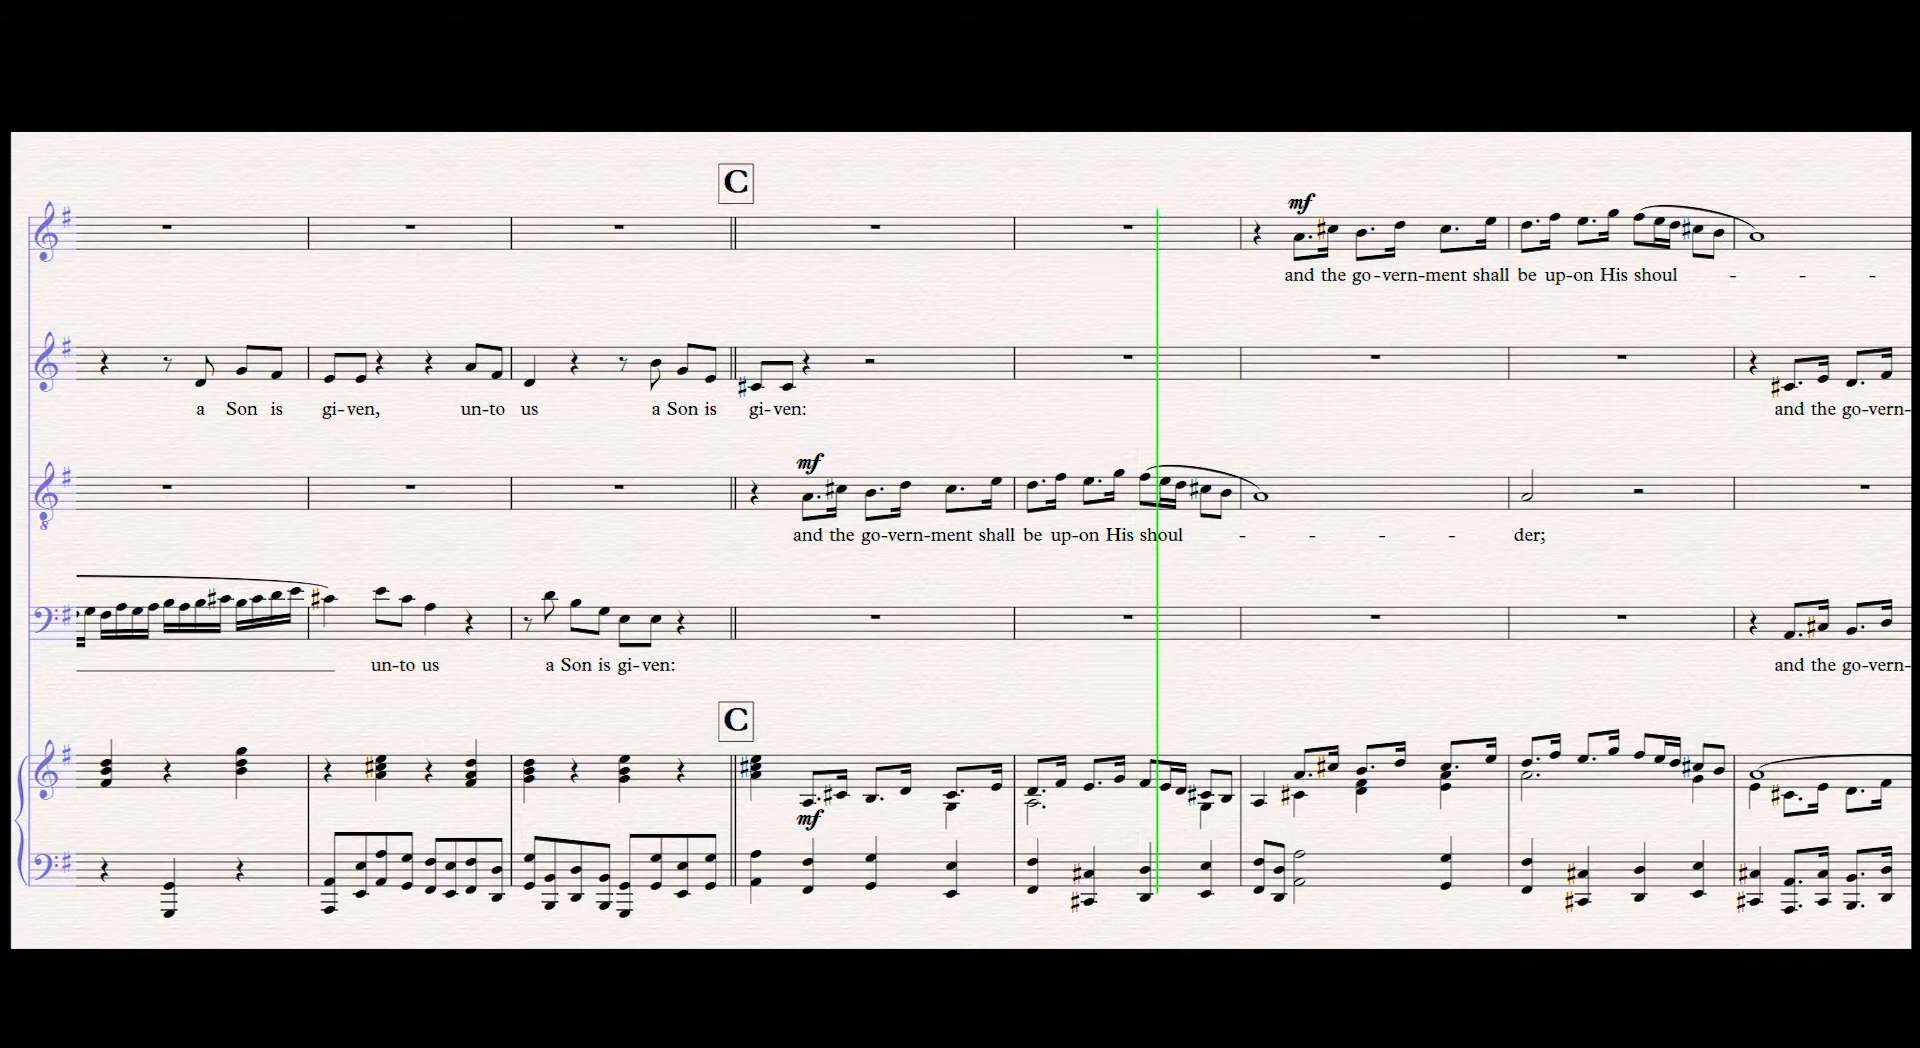 C
mf
and the go-vern-ment shall be up-on His shoul - - -
a Son is gi-ven, un-to us a Son is gi-ven: and the go-vern-
mf
and the go-vern-ment shall be up-on His shoul - - - - der;
un-to us a Son is gi-ven: and the go-vern-
C
mf